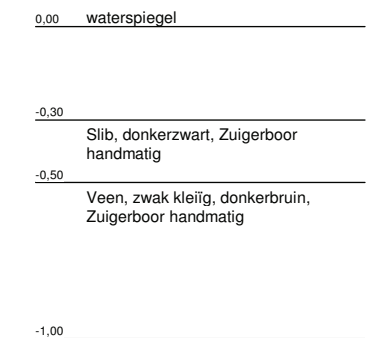 0,00 waterspiegel
-0,30
Slib, donkerzwart, Zuigerboor
handmatig
-0,50
Veen, zwak kleiïg, donkerbruin,
Zuigerboor handmatig
-1,00